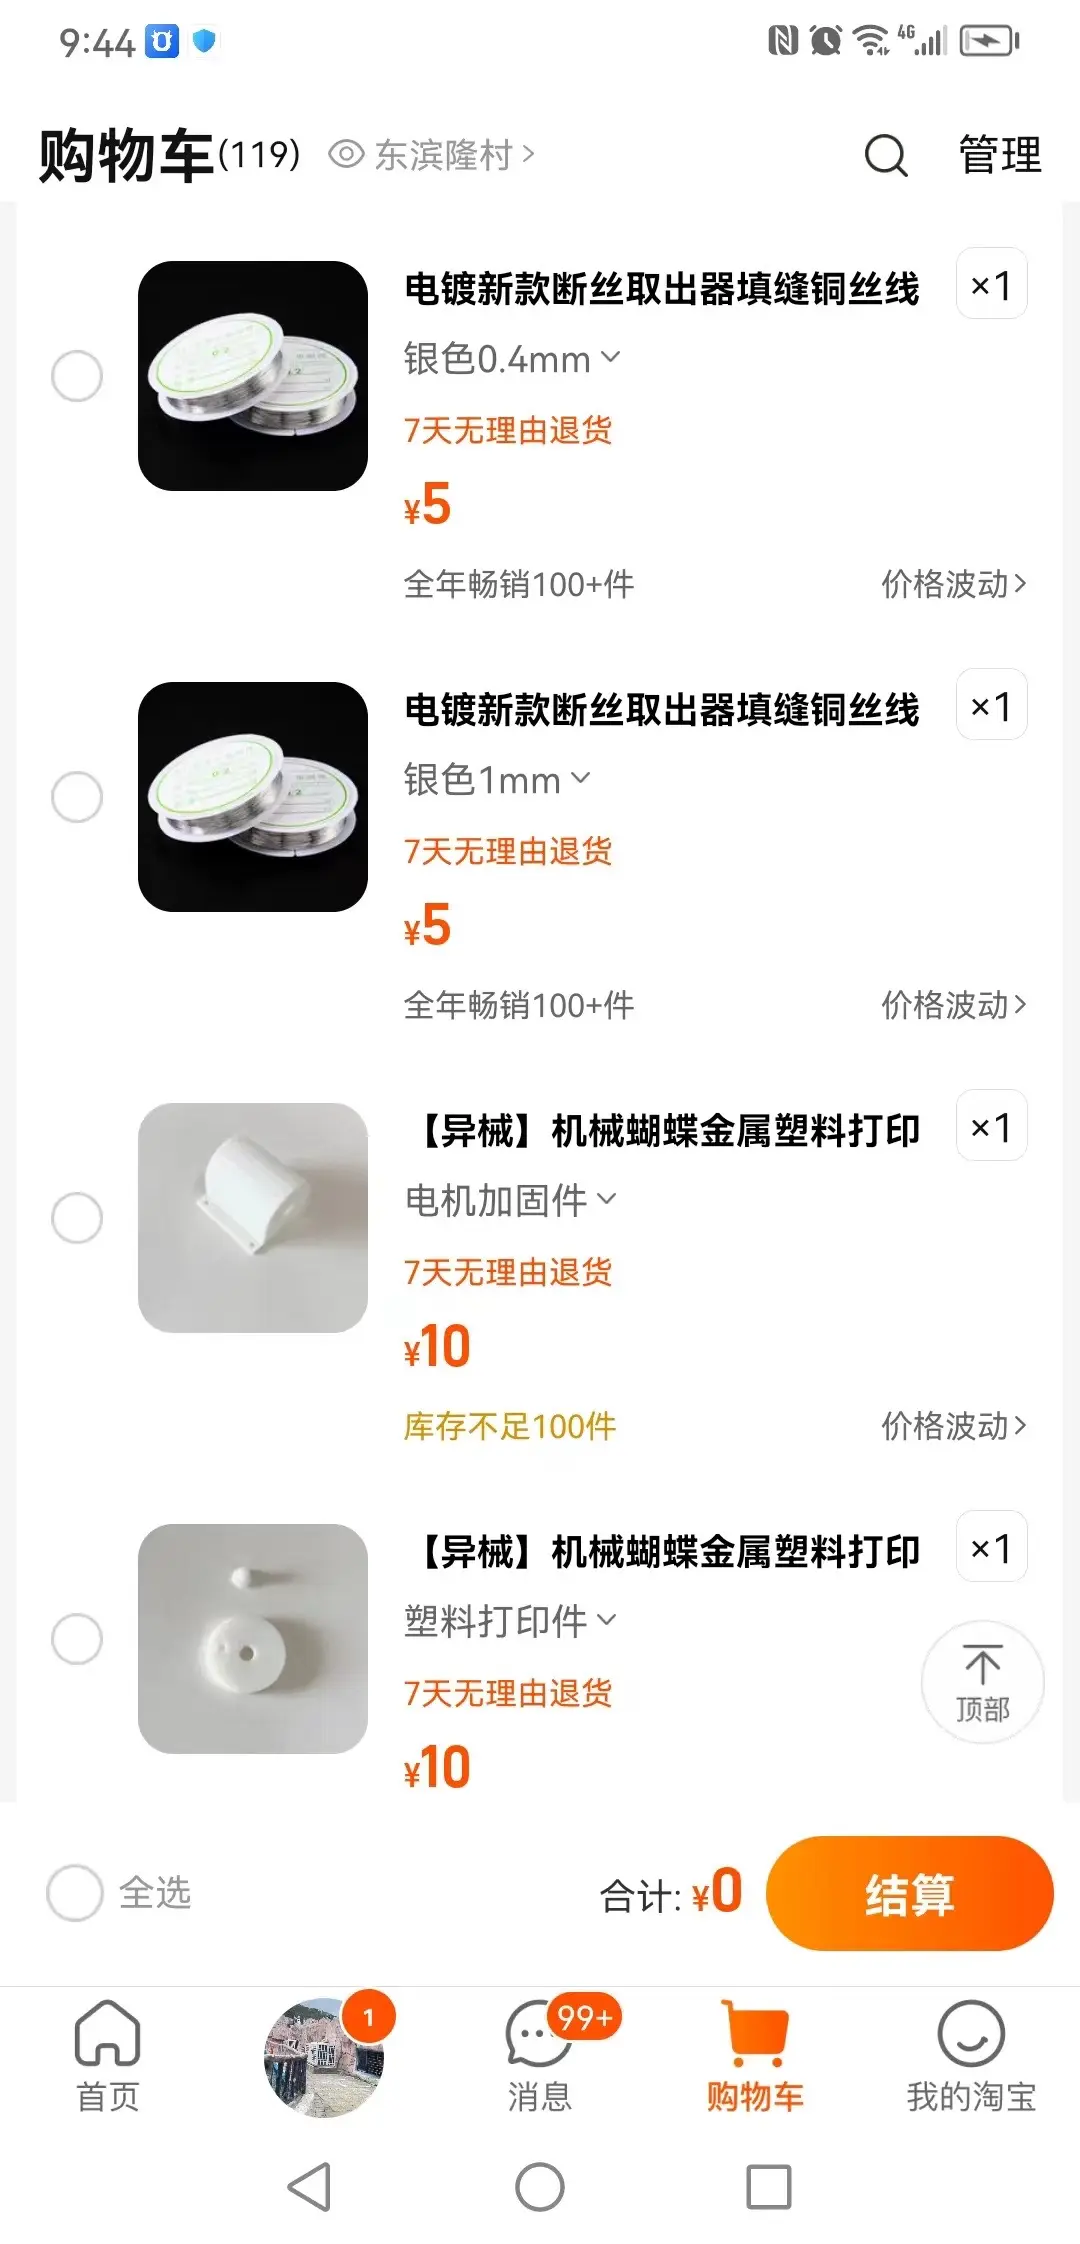 9:44
4G
购物车(119) 东滨隆村
管理
电镀新款断丝取出器填缝铜丝线 ×1
银色0.4mm
7天无理由退货
¥5
全年畅销100+件 价格波动
电镀新款断丝取出器填缝铜丝线 ×1
银色1mm
7天无理由退货
¥5
全年畅销100+件 价格波动
【异械】机械蝴蝶金属塑料打印 ×1
电机加固件
7天无理由退货
¥10
库存不足100件 价格波动
【异械】机械蝴蝶金属塑料打印 ×1
塑料打印件
7天无理由退货
¥10
顶部
全选 合计: ¥0 结算
1
99+
首页 消息 购物车 我的淘宝